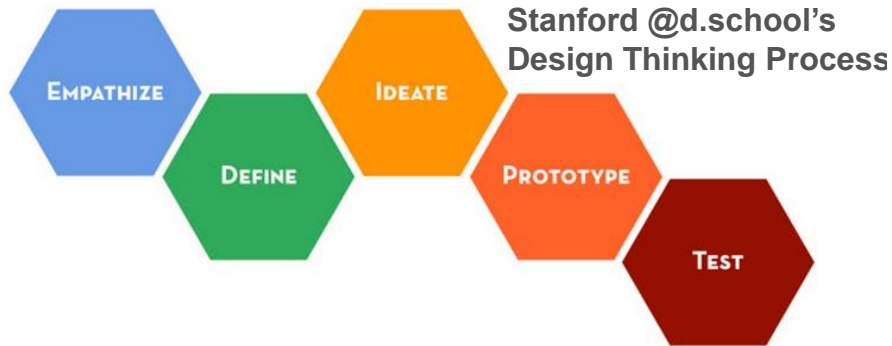 Stanford @d.school’s
Design Thinking Process
EMPATHIZE
DEFINE
IDEATE
PROTOTYPE
TEST